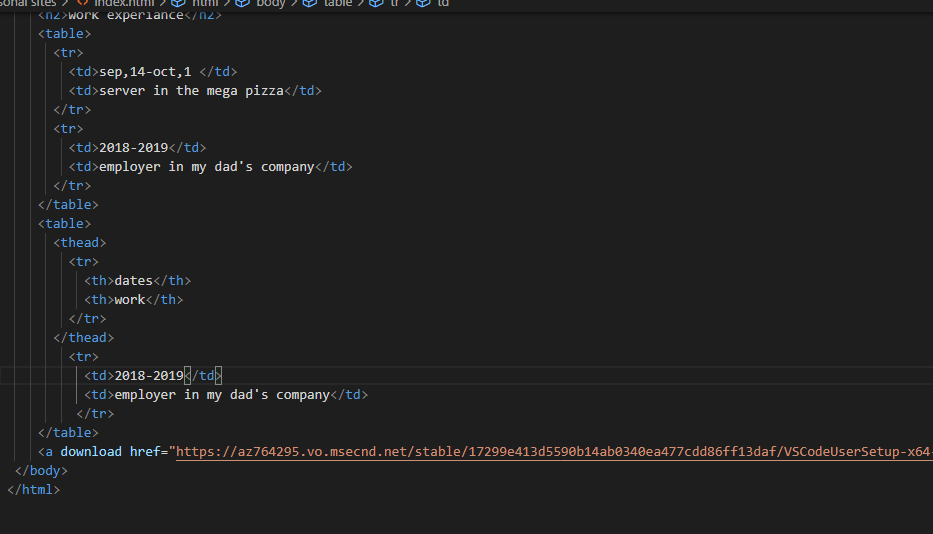 sonal sites > index.html > html > body > table > tr > td
<h2>work experiance</h2>
<table>
<tr>
<td>sep,14-oct,1 </td>
<td>server in the mega pizza</td>
</tr>
<tr>
<td>2018-2019</td>
<td>employer in my dad's company</td>
</tr>
</table>
<table>
<thead>
<tr>
<th>dates</th>
<th>work</th>
</tr>
</thead>
<tr>
<td>2018-2019</td>
<td>employer in my dad's company</td>
</tr>
</table>
<a download href="https://az764295.vo.msecnd.net/stable/17299e413d5590b14ab0340ea477cdd86ff13daf/VSCodeUserSetup-x64-
</body>
</html>